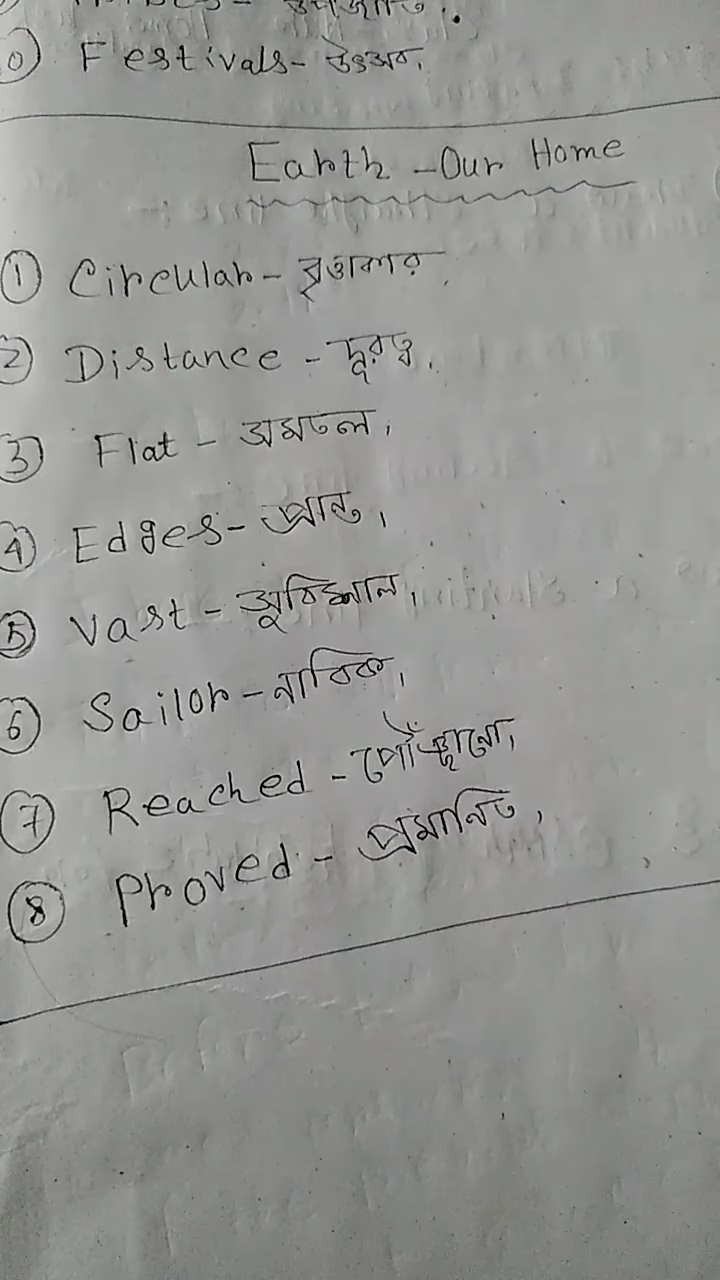 - উপজাতি.
Festivals- উৎসব,
Earth -Our Home
① Circular - বৃত্তাকার,
② Distance - দূরত্ব,
③ Flat - সমতল,
④ Edges- প্রান্ত,
⑤ Vast - সুবিশাল,
⑥ Sailor - নাবিক,
⑦ Reached - পৌঁছানো,
⑧ Proved - প্রমানিত,